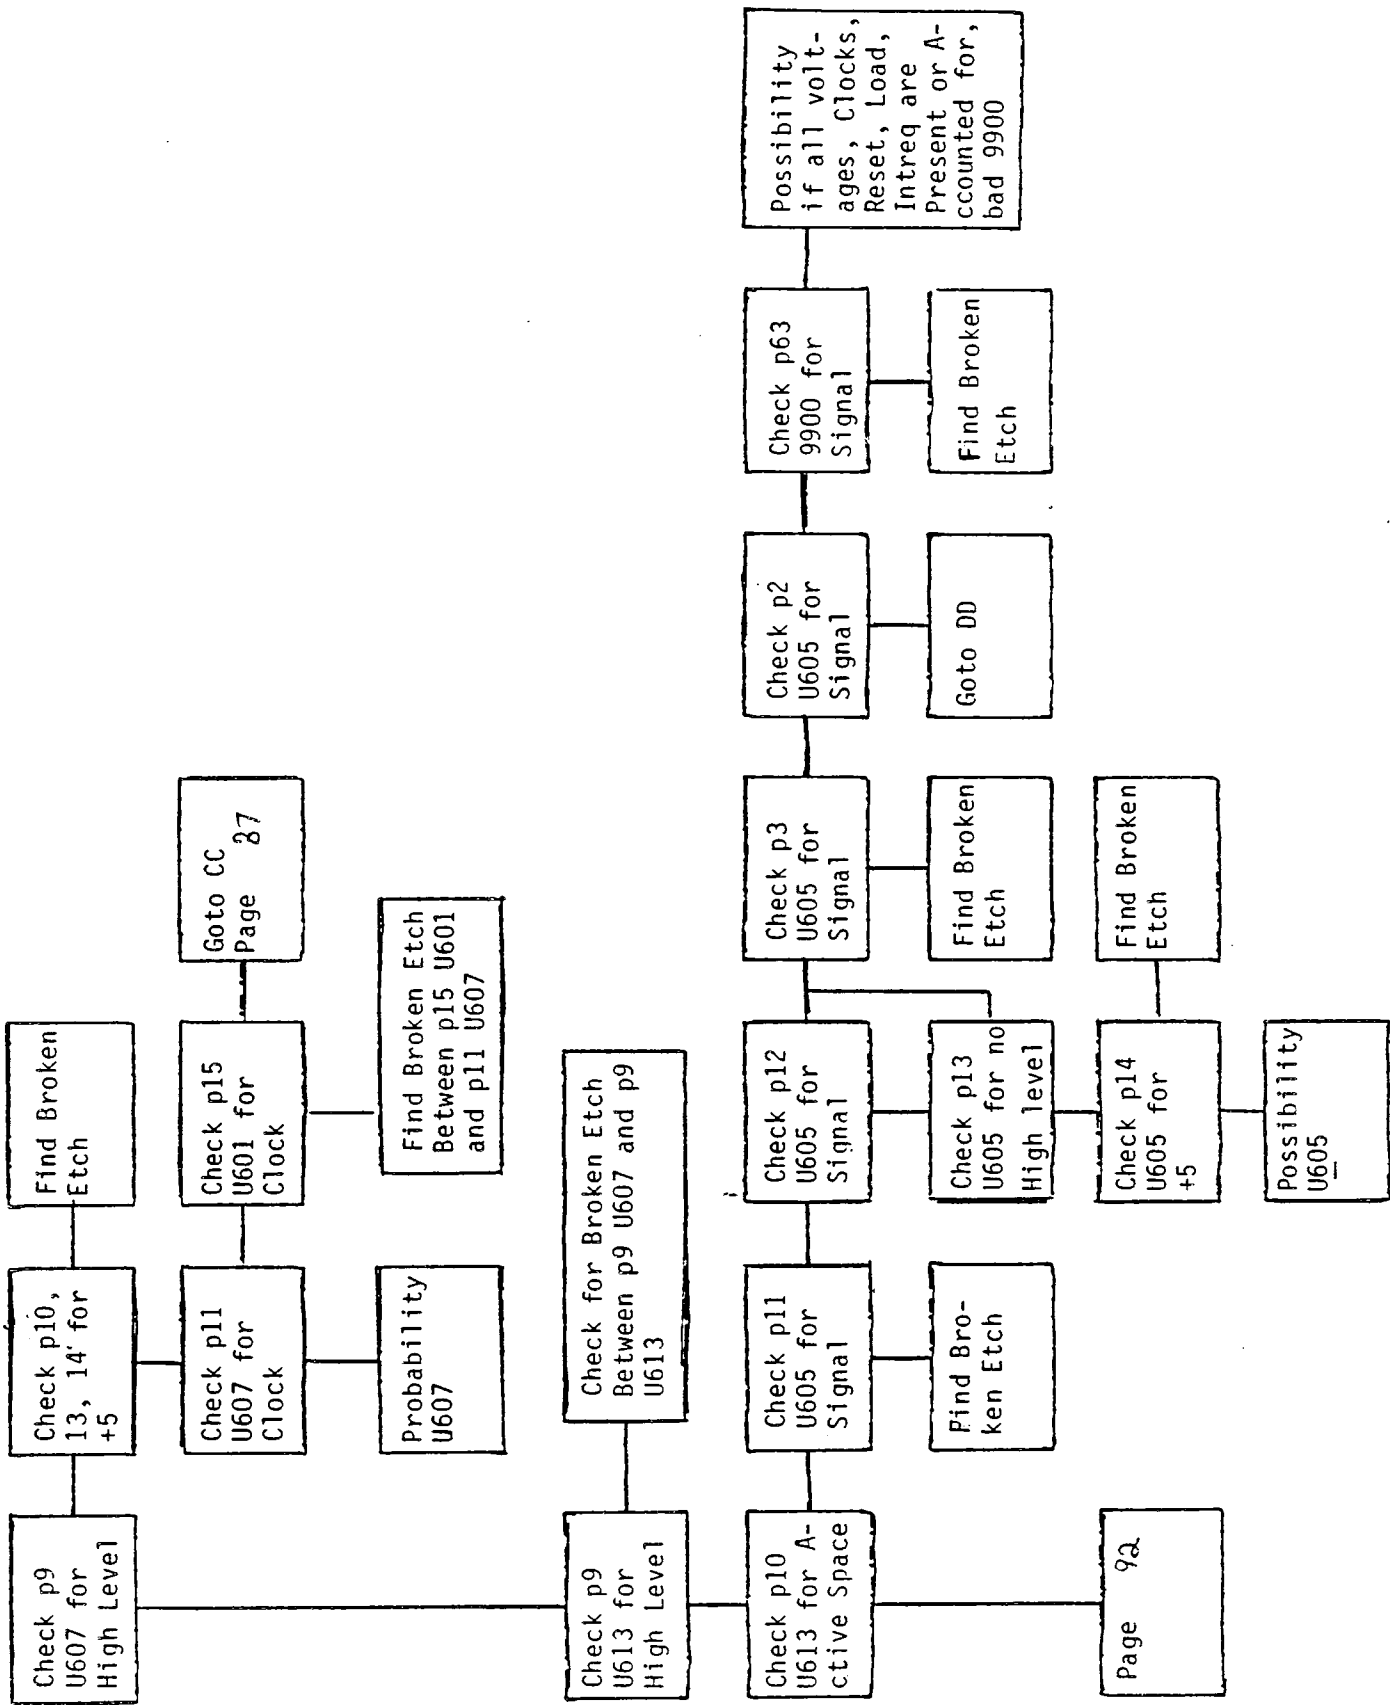 Check p9
U607 for
High Level
Check p10,
13, 14 for
+5
Find Broken
Etch
Check p11
U607 for
Clock
Check p15
U601 for
Clock
Goto CC
Page 87
Probability
U607
Find Broken Etch
Between p15 U601
and p11 U607
Check p9
U613 for
High Level
Check for Broken Etch
Between p9 U607 and p9
U613
Check p10
U613 for A-
ctive Space
Check p11
U605 for
Signal
Check p12
U605 for
Signal
Check p3
U605 for
Signal
Check p2
U605 for
Signal
Check p63
9900 for
Signal
Possibility
if all volt-
ages, Clocks,
Reset, Load,
Intreq are
Present or A-
ccounted for,
bad 9900
Find Bro-
ken Etch
Check p13
U605 for no
High level
Find Broken
Etch
Goto DD
Find Broken
Etch
Page 92
Check p14
U605 for
+5
Find Broken
Etch
Possibility
U605